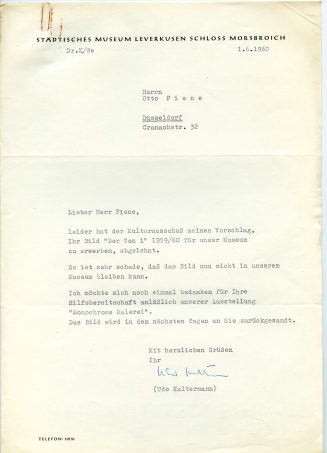 STÄDTISCHES MUSEUM LEVERKUSEN SCHLOSS MORSBROICH
Dr.K/Se 1.6.1960
Herrn
Otto Piene
Düsseldorf
Cranachstr. 32
Lieber Herr Piene,
leider hat der Kulturausschuß meinen Vorschlag,
Ihr Bild "Der Ton 1" 1959/60 für unser Museum
zu erwerben, abgelehnt.
Es ist sehr schade, daß das Bild nun nicht in unserem
Museum bleiben kann.
Ich möchte mich noch einmal bedanken für Ihre
Hilfsbereitschaft anläßlich unserer Ausstellung
"Monochrome Malerei".
Das Bild wird in den nächsten Tagen an Sie zurückgesandt.
Mit herzlichen Grüßen
Ihr
(Udo Kultermann)
TELEFON: